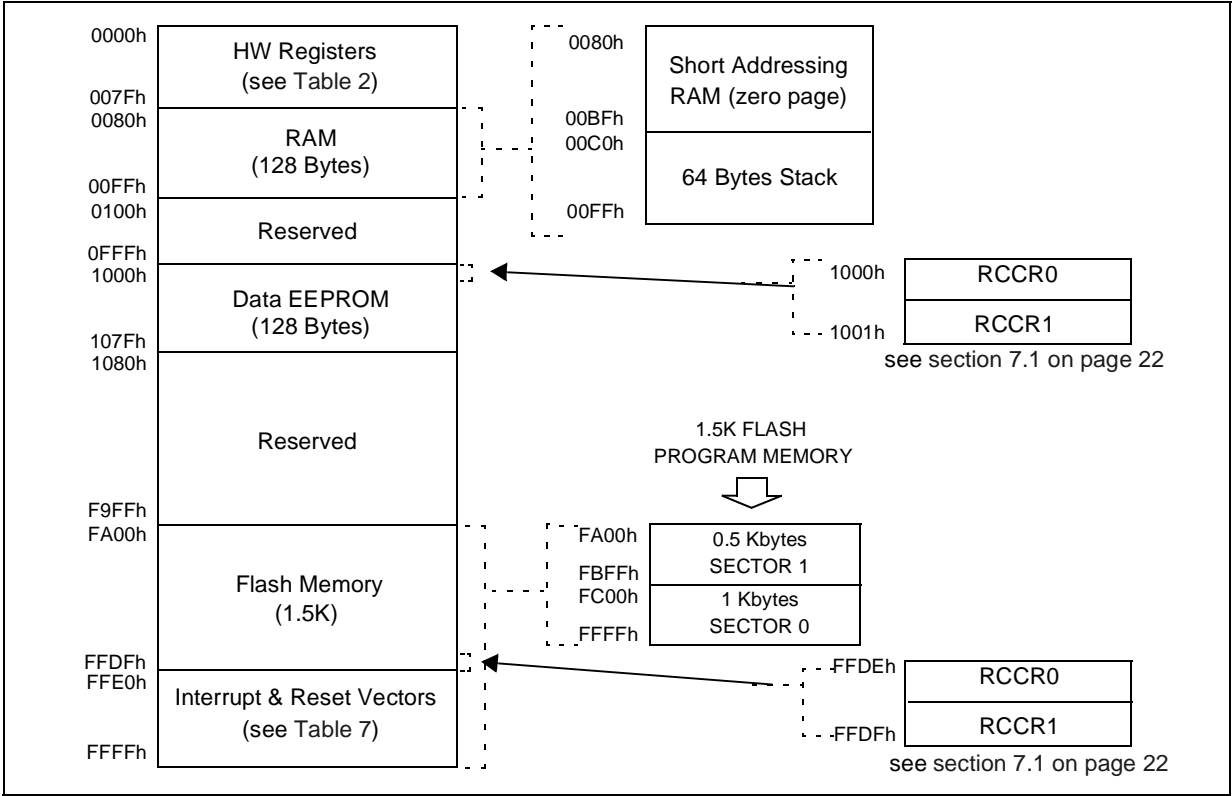 0000h
HW Registers
(see Table 2)
007Fh
0080h
RAM
(128 Bytes)
00FFh
0100h
Reserved
0FFFh
1000h
Data EEPROM
(128 Bytes)
107Fh
1080h
Reserved
F9FFh
FA00h
Flash Memory
(1.5K)
FFDFh
FFE0h
Interrupt & Reset Vectors
(see Table 7)
FFFFh
0080h
Short Addressing
RAM (zero page)
00BFh
00C0h
64 Bytes Stack
00FFh
1000h
RCCR0
RCCR1
1001h
see section 7.1 on page 22
1.5K FLASH
PROGRAM MEMORY
FA00h
0.5 Kbytes
SECTOR 1
FBFFh
FC00h
1 Kbytes
SECTOR 0
FFFFh
FFDEh
RCCR0
RCCR1
FFDFh
see section 7.1 on page 22